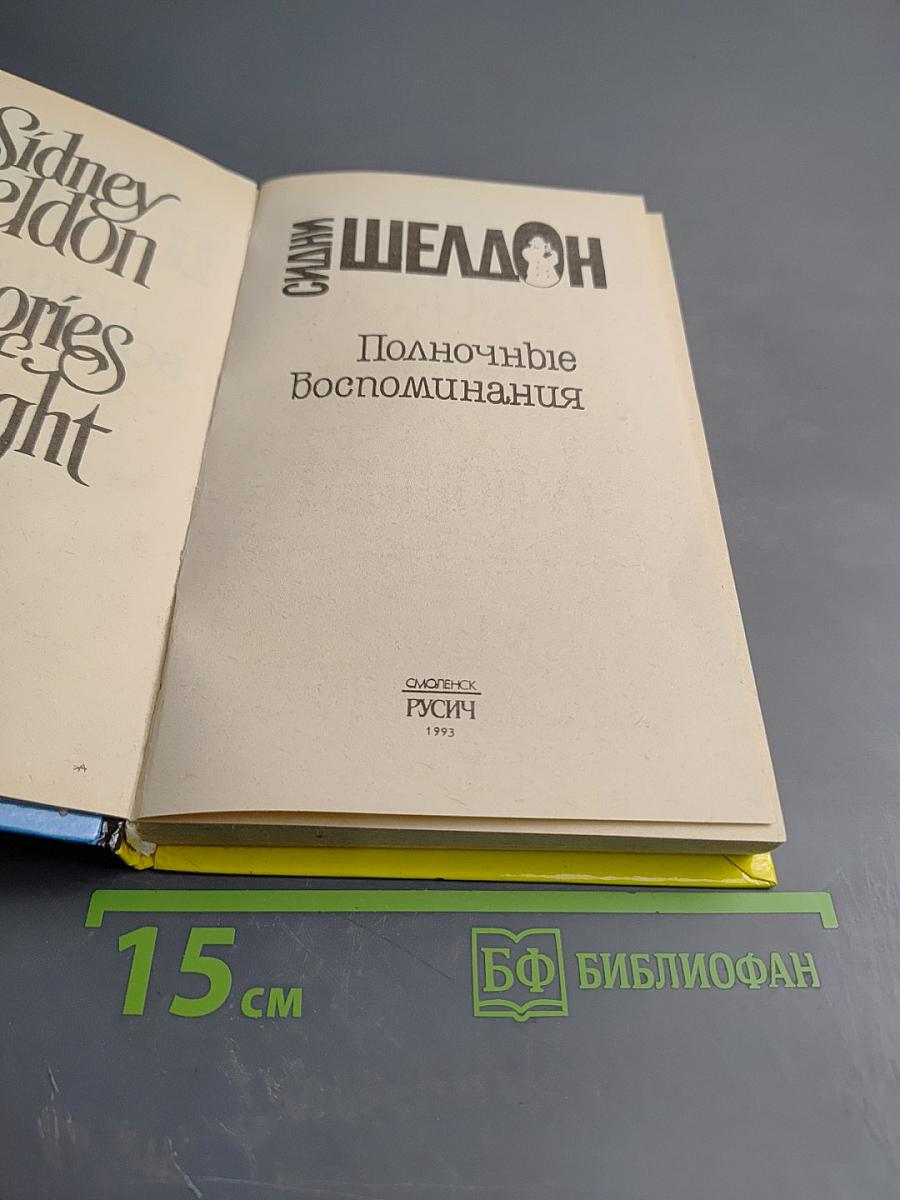 Sidney
eldon
ories
ght
СИДНИ
ШЕЛДОН
Полночные
воспоминания
СМОЛЕНСК
РУСИЧ
1993
15 см
БФ БИБЛИОФАН